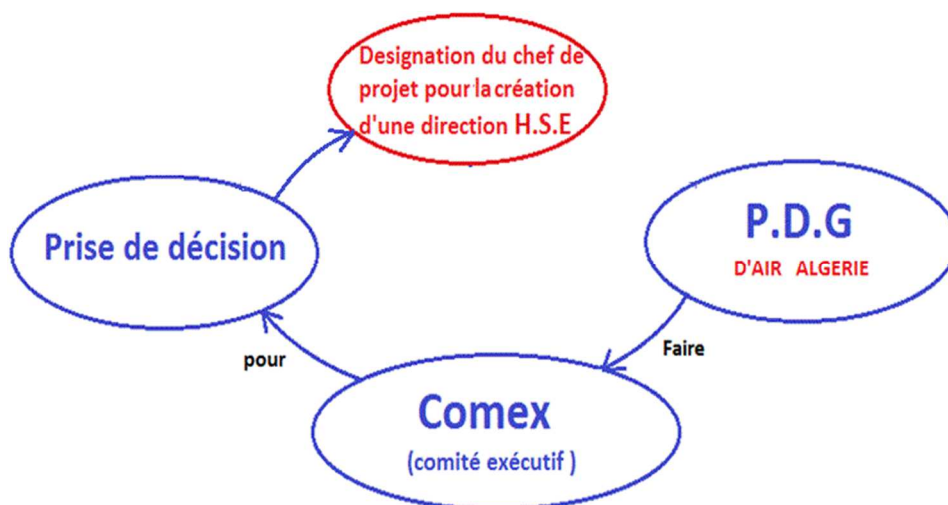 Designation du chef de
projet pour la création
d'une direction H.S.E
Prise de décision
P.D.G
D'AIR ALGERIE
pour
Faire
Comex
(comité exécutif )